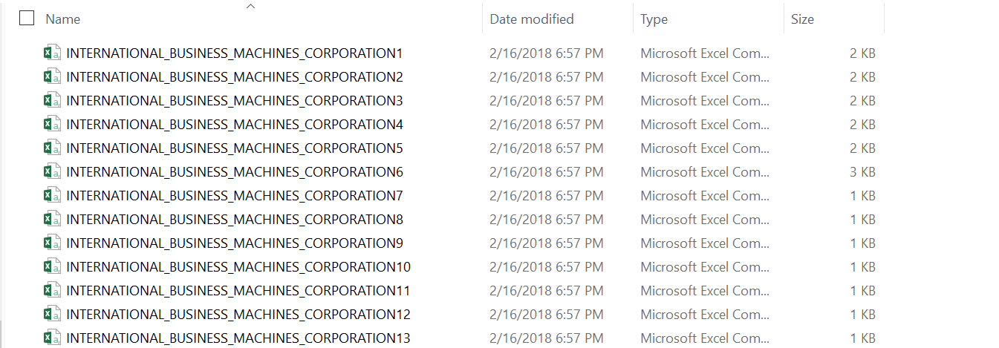 Name Date modified Type Size
INTERNATIONAL_BUSINESS_MACHINES_CORPORATION1 2/16/2018 6:57 PM Microsoft Excel Com... 2 KB
INTERNATIONAL_BUSINESS_MACHINES_CORPORATION2 2/16/2018 6:57 PM Microsoft Excel Com... 2 KB
INTERNATIONAL_BUSINESS_MACHINES_CORPORATION3 2/16/2018 6:57 PM Microsoft Excel Com... 2 KB
INTERNATIONAL_BUSINESS_MACHINES_CORPORATION4 2/16/2018 6:57 PM Microsoft Excel Com... 2 KB
INTERNATIONAL_BUSINESS_MACHINES_CORPORATION5 2/16/2018 6:57 PM Microsoft Excel Com... 2 KB
INTERNATIONAL_BUSINESS_MACHINES_CORPORATION6 2/16/2018 6:57 PM Microsoft Excel Com... 3 KB
INTERNATIONAL_BUSINESS_MACHINES_CORPORATION7 2/16/2018 6:57 PM Microsoft Excel Com... 1 KB
INTERNATIONAL_BUSINESS_MACHINES_CORPORATION8 2/16/2018 6:57 PM Microsoft Excel Com... 1 KB
INTERNATIONAL_BUSINESS_MACHINES_CORPORATION9 2/16/2018 6:57 PM Microsoft Excel Com... 1 KB
INTERNATIONAL_BUSINESS_MACHINES_CORPORATION10 2/16/2018 6:57 PM Microsoft Excel Com... 1 KB
INTERNATIONAL_BUSINESS_MACHINES_CORPORATION11 2/16/2018 6:57 PM Microsoft Excel Com... 1 KB
INTERNATIONAL_BUSINESS_MACHINES_CORPORATION12 2/16/2018 6:57 PM Microsoft Excel Com... 1 KB
INTERNATIONAL_BUSINESS_MACHINES_CORPORATION13 2/16/2018 6:57 PM Microsoft Excel Com... 1 KB